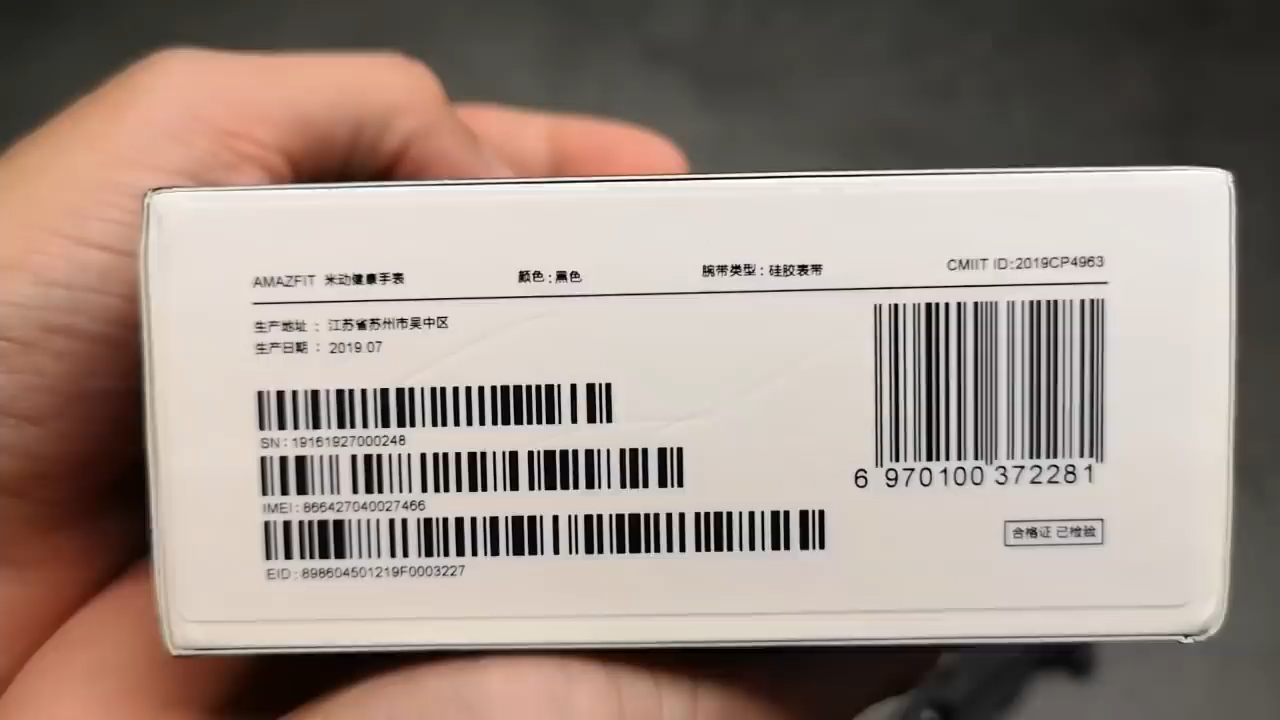 AMAZFIT 米动健康手表 颜色：黑色 腕带类型：硅胶表带 CMIIT ID:2019CP4963
生产地址 ： 江苏省苏州市吴中区
生产日期 ： 2019.07
SN : 19161927000248
IMEI : 866427040027466
EID : 898604501219F0003227
6 970100 372281
合格证 已检验